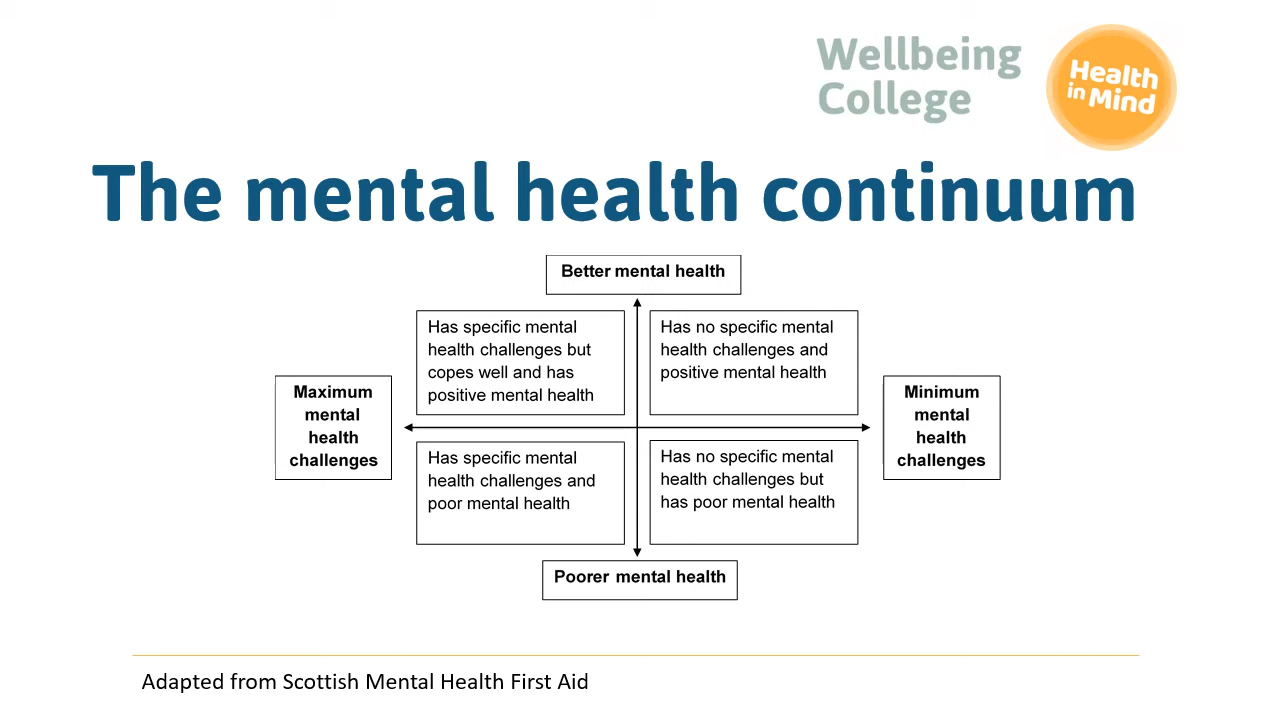 Wellbeing
College
Health
in Mind
The mental health continuum
Better mental health
Has specific mental
health challenges but
copes well and has
positive mental health
Has no specific mental
health challenges and
positive mental health
Maximum
mental
health
challenges
Minimum
mental
health
challenges
Has specific mental
health challenges and
poor mental health
Has no specific mental
health challenges but
has poor mental health
Poorer mental health
Adapted from Scottish Mental Health First Aid